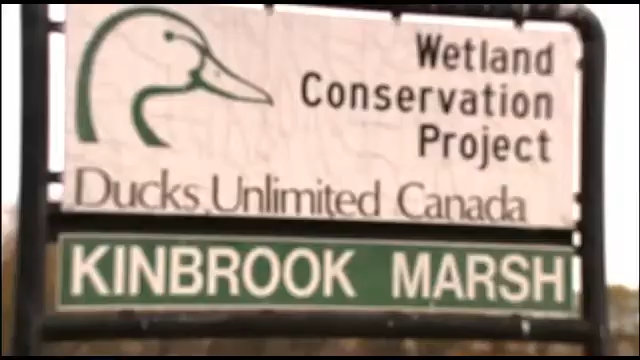 Wetland
Conservation
Project
Ducks Unlimited Canada
KINBROOK MARSH